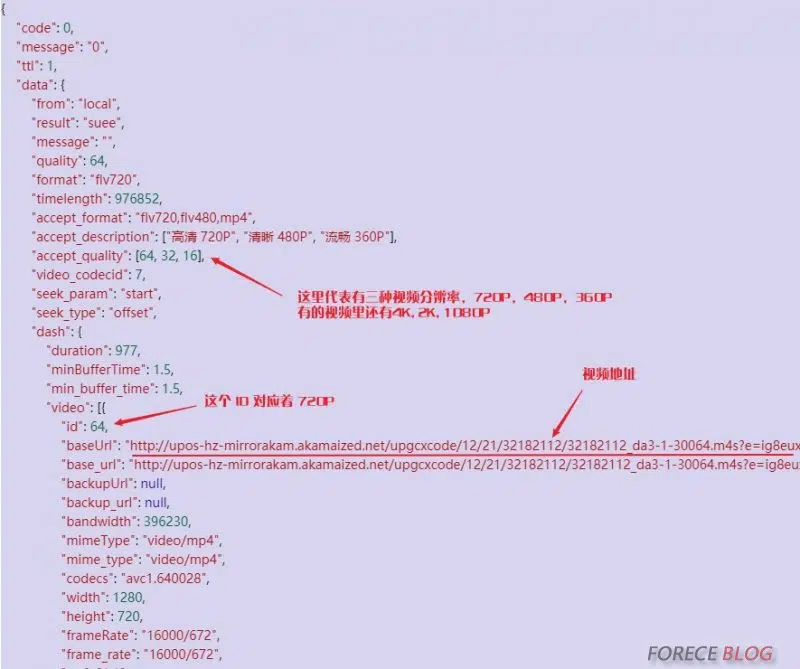 {
"code": 0,
"message": "0",
"ttl": 1,
"data": {
"from": "local",
"result": "suee",
"message": "",
"quality": 64,
"format": "flv720",
"timelength": 976852,
"accept_format": "flv720,flv480,mp4",
"accept_description": ["高清 720P", "清晰 480P", "流畅 360P"],
"accept_quality": [64, 32, 16],
"video_codecid": 7,
"seek_param": "start",
这里代表有三种视频分辨率，720P，480P，360P
"seek_type": "offset",
有的视频里还有4K,2K,1080P
"dash": {
"duration": 977,
"minBufferTime": 1.5,
视频地址
"min_buffer_time": 1.5,
"video": [{
这个 ID 对应着 720P
"id": 64,
"baseUrl": "http://upos-hz-mirrorakam.akamaized.net/upgcxcode/12/21/32182112/32182112_da3-1-30064.m4s?e=ig8eux
"base_url": "http://upos-hz-mirrorakam.akamaized.net/upgcxcode/12/21/32182112/32182112_da3-1-30064.m4s?e=ig8eu
"backupUrl": null,
"backup_url": null,
"bandwidth": 396230,
"mimeType": "video/mp4",
"mime_type": "video/mp4",
"codecs": "avc1.640028",
"width": 1280,
"height": 720,
"frameRate": "16000/672",
"frame_rate": "16000/672",
FORECE BLOG